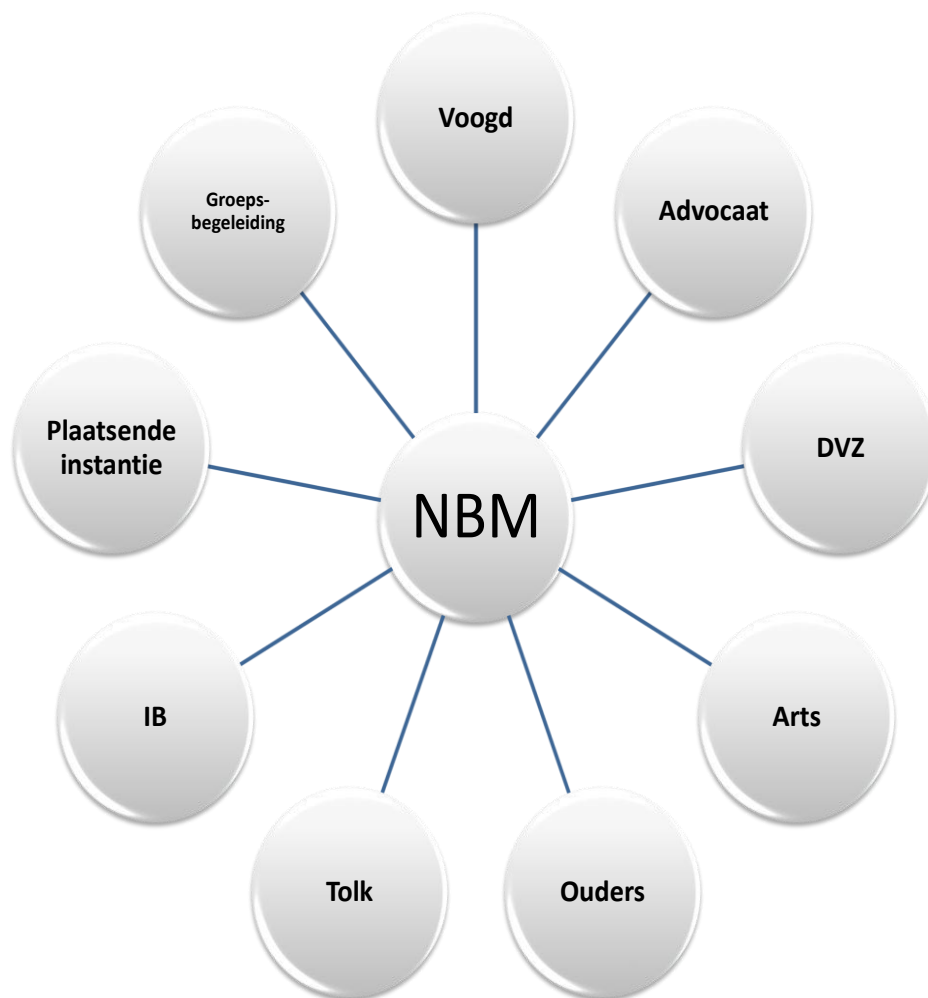 Voogd
Advocaat
DVZ
Arts
Ouders
Tolk
IB
Plaatsende
instantie
Groeps-
begeleiding
NBM